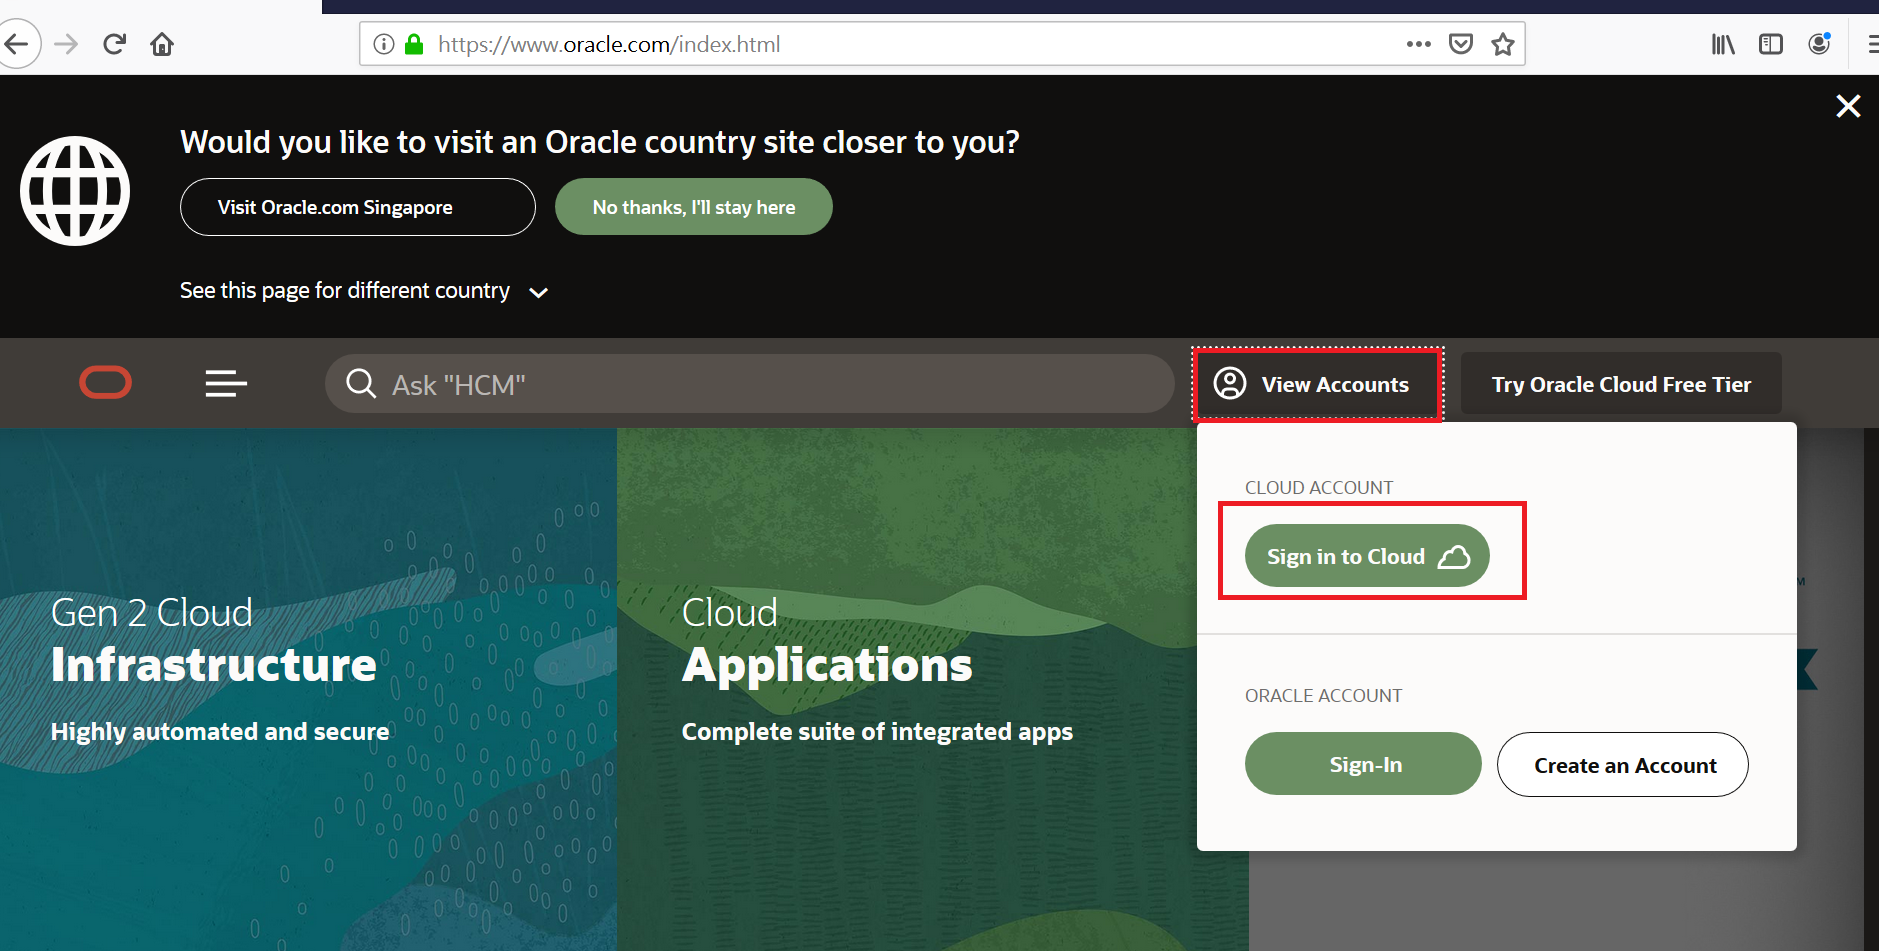 https://www.oracle.com/index.html
Would you like to visit an Oracle country site closer to you?
Visit Oracle.com Singapore
No thanks, I'll stay here
See this page for different country
Ask "HCM"
View Accounts
Try Oracle Cloud Free Tier
CLOUD ACCOUNT
Sign in to Cloud
Gen 2 Cloud
Infrastructure
Highly automated and secure
Cloud
Applications
Complete suite of integrated apps
ORACLE ACCOUNT
Sign-In
Create an Account